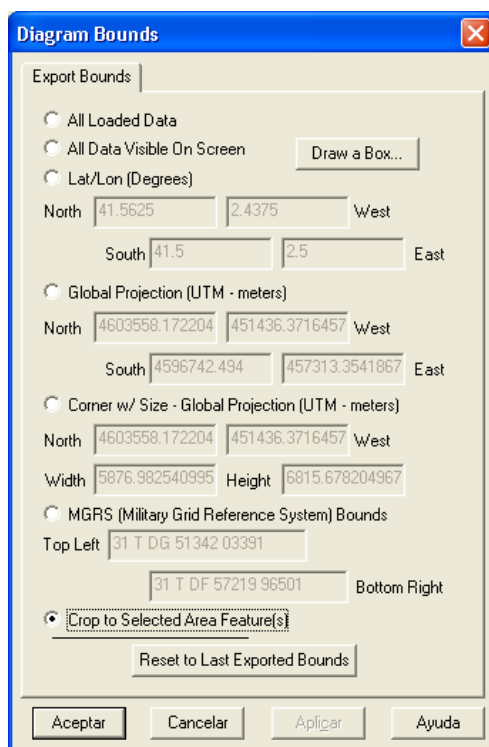 Diagram Bounds
Export Bounds
All Loaded Data
All Data Visible On Screen
Draw a Box...
Lat/Lon (Degrees)
North 41.5625 2.4375 West
South 41.5 2.5 East
Global Projection (UTM - meters)
North 4603558.172204 451436.3716457 West
South 4596742.494 457313.3541867 East
Corner w/ Size - Global Projection (UTM - meters)
North 4603558.172204 451436.3716457 West
Width 5876.982540995 Height 6815.678204967
MGRS (Military Grid Reference System) Bounds
Top Left 31 T DG 51342 03391
31 T DF 57219 96501 Bottom Right
Crop to Selected Area Feature(s)
Reset to Last Exported Bounds
Aceptar Cancelar Aplicar Ayuda